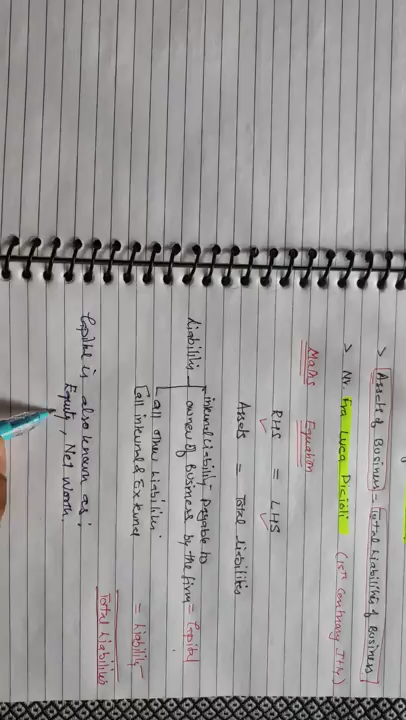 > Assets of Business = Total Liabilities of Business
> Mr. Fra Luca Picioli (15th Century Italy)
Maths Equation
RHS = LHS
Assets = Total liabilities
Liabilities internal liability payable to
owner of Business by the firm = Capital
all other liabilities
all internal & External = Liability
Total Liabilities
Capital is also known as;
Equity, Net Worth